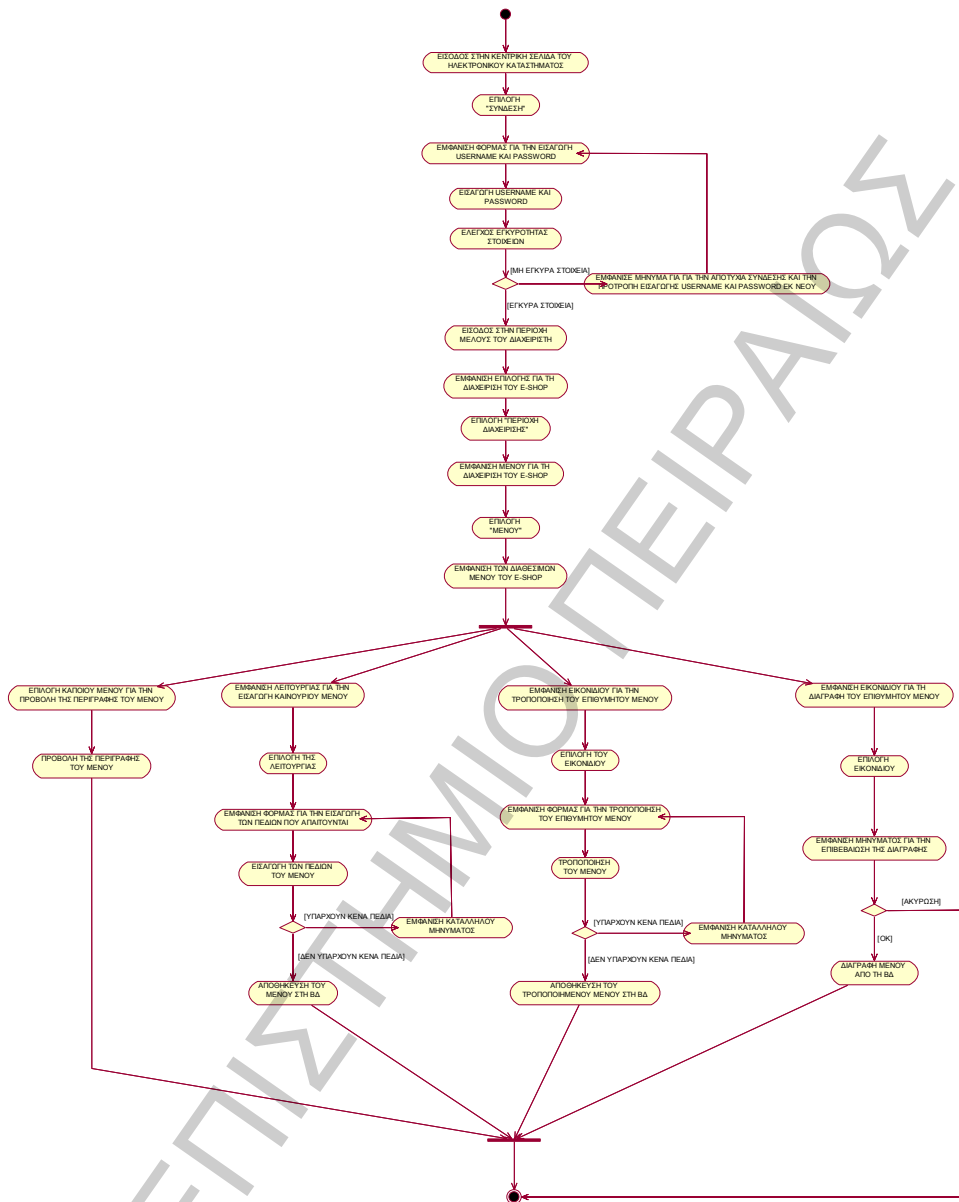 ΕΙΣΟΔΟΣ ΣΤΗΝ ΚΕΝΤΡΙΚΗ ΣΕΛΙΔΑ ΤΟΥ
ΗΛΕΚΤΡΟΝΙΚΟΥ ΚΑΤΑΣΤΗΜΑΤΟΣ
ΕΠΙΛΟΓΗ
"ΣΥΝΔΕΣΗ"
ΕΜΦΑΝΙΣΗ ΦΟΡΜΑΣ ΓΙΑ ΤΗΝ ΕΙΣΑΓΩΓΗ
USERNAME ΚΑΙ PASSWORD
ΕΙΣΑΓΩΓΗ USERNAME ΚΑΙ
PASSWORD
ΕΛΕΓΧΟΣ ΕΓΚΥΡΟΤΗΤΑΣ
ΣΤΟΙΧΕΙΩΝ
[ΜΗ ΕΓΚΥΡΑ ΣΤΟΙΧΕΙΑ]
ΕΜΦΑΝΙΣΕ ΜΗΝΥΜΑ ΓΙΑ ΓΙΑ ΤΗΝ ΑΠΟΤΥΧΙΑ ΣΥΝΔΕΣΗΣ ΚΑΙ ΤΗΝ
ΠΡΟΤΡΟΠΗ ΕΙΣΑΓΩΓΗΣ USERNAME ΚΑΙ PASSWORD ΕΚ ΝΕΟΥ
[ΕΓΚΥΡΑ ΣΤΟΙΧΕΙΑ]
ΕΙΣΟΔΟΣ ΣΤΗΝ ΠΕΡΙΟΧΗ
ΜΕΛΟΥΣ ΤΟΥ ΔΙΑΧΕΙΡΙΣΤΗ
ΕΜΦΑΝΙΣΗ ΕΠΙΛΟΓΗΣ ΓΙΑ ΤΗ
ΔΙΑΧΕΙΡΙΣΗ ΤΟΥ E-SHOP
ΕΠΙΛΟΓΗ "ΠΕΡΙΟΧΗ
ΔΙΑΧΕΙΡΙΣΗΣ"
ΕΜΦΑΝΙΣΗ ΜΕΝΟΥ ΓΙΑ ΤΗ
ΔΙΑΧΕΙΡΙΣΗ ΤΟΥ E-SHOP
ΕΠΙΛΟΓΗ
"ΜΕΝΟΥ"
ΕΜΦΑΝΙΣΗ ΤΩΝ ΔΙΑΘΕΣΙΜΩΝ
ΜΕΝΟΥ ΤΟΥ E-SHOP
ΕΠΙΛΟΓΗ ΚΑΠΟΙΟΥ ΜΕΝΟΥ ΓΙΑ ΤΗΝ
ΠΡΟΒΟΛΗ ΤΗΣ ΠΕΡΙΓΡΑΦΗΣ ΤΟΥ ΜΕΝΟΥ
ΠΡΟΒΟΛΗ ΤΗΣ ΠΕΡΙΓΡΑΦΗΣ
ΤΟΥ ΜΕΝΟΥ
ΕΜΦΑΝΙΣΗ ΛΕΙΤΟΥΡΓΙΑΣ ΓΙΑ ΤΗΝ
ΕΙΣΑΓΩΓΗ ΚΑΙΝΟΥΡΙΟΥ ΜΕΝΟΥ
ΕΠΙΛΟΓΗ ΤΗΣ
ΛΕΙΤΟΥΡΓΙΑΣ
ΕΜΦΑΝΙΣΗ ΦΟΡΜΑΣ ΓΙΑ ΤΗΝ ΕΙΣΑΓΩΓΗ
ΤΩΝ ΠΕΔΙΩΝ ΠΟΥ ΑΠΑΙΤΟΥΝΤΑΙ
ΕΙΣΑΓΩΓΗ ΤΩΝ ΠΕΔΙΩΝ
ΤΟΥ ΜΕΝΟΥ
[ΥΠΑΡΧΟΥΝ ΚΕΝΑ ΠΕΔΙΑ]
ΕΜΦΑΝΙΣΗ ΚΑΤΑΛΛΗΛΟΥ
ΜΗΝΥΜΑΤΟΣ
[ΔΕΝ ΥΠΑΡΧΟΥΝ ΚΕΝΑ ΠΕΔΙΑ]
ΑΠΟΘΗΚΕΥΣΗ ΤΟΥ
ΜΕΝΟΥ ΣΤΗ ΒΔ
ΕΜΦΑΝΙΣΗ ΕΙΚΟΝΙΔΙΟΥ ΓΙΑ ΤΗΝ
ΤΡΟΠΟΠΟΙΗΣΗ ΤΟΥ ΕΠΙΘΥΜΗΤΟΥ ΜΕΝΟΥ
ΕΠΙΛΟΓΗ ΤΟΥ
ΕΙΚΟΝΙΔΙΟΥ
ΕΜΦΑΝΙΣΗ ΦΟΡΜΑΣ ΓΙΑ ΤΗΝ ΤΡΟΠΟΠΟΙΗΣΗ
ΤΟΥ ΕΠΙΘΥΜΗΤΟΥ ΜΕΝΟΥ
ΤΡΟΠΟΠΟΙΗΣΗ
ΤΟΥ ΜΕΝΟΥ
[ΥΠΑΡΧΟΥΝ ΚΕΝΑ ΠΕΔΙΑ]
ΕΜΦΑΝΙΣΗ ΚΑΤΑΛΛΗΛΟΥ
ΜΗΝΥΜΑΤΟΣ
[ΔΕΝ ΥΠΑΡΧΟΥΝ ΚΕΝΑ ΠΕΔΙΑ]
ΑΠΟΘΗΚΕΥΣΗ ΤΟΥ
ΤΡΟΠΟΠΟΙΗΜΕΝΟΥ ΜΕΝΟΥ ΣΤΗ ΒΔ
ΕΜΦΑΝΙΣΗ ΕΙΚΟΝΙΔΙΟΥ ΓΙΑ ΤΗ
ΔΙΑΓΡΑΦΗ ΤΟΥ ΕΠΙΘΥΜΗΤΟΥ ΜΕΝΟΥ
ΕΠΙΛΟΓΗ
ΕΙΚΟΝΙΔΙΟΥ
ΕΜΦΑΝΙΣΗ ΜΗΝΥΜΑΤΟΣ ΓΙΑ ΤΗΝ
ΕΠΙΒΕΒΑΙΩΣΗ ΤΗΣ ΔΙΑΓΡΑΦΗΣ
[ΑΚΥΡΩΣΗ]
[ΟΚ]
ΔΙΑΓΡΑΦΗ ΜΕΝΟΥ
ΑΠΟ ΤΗ ΒΔ
ΕΠΙΣΤΗΜΙΟ ΠΕΙΡΑΙΩΣ